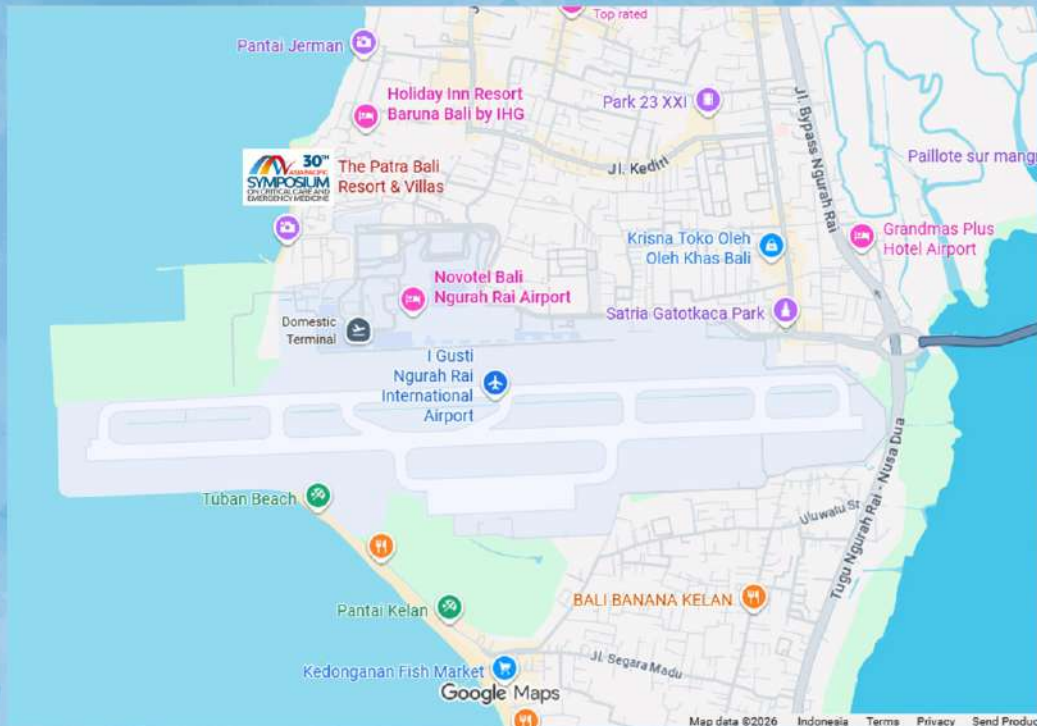 Top rated
Pantai Jerman
Holiday Inn Resort
Baruna Bali by IHG
Park 23 XXI
Jl. Bypass Ngurah Rai
30TH
ASIA PACIFIC
SYMPOSIUM
ON CRITICAL CARE AND
EMERGENCY MEDICINE
The Patra Bali
Resort & Villas
Jl. Kediri
Paillote sur mangr
Krisna Toko Oleh
Oleh Khas Bali
Grandmas Plus
Hotel Airport
Novotel Bali
Ngurah Rai Airport
Satria Gatotkaca Park
Domestic
Terminal
I Gusti
Ngurah Rai
International
Airport
Tuban Beach
Uluwatu St
Tugu Ngurah Rai - Nusa Dua
Pantai Kelan
BALI BANANA KELAN
Kedonganan Fish Market
Jl. Segara Madu
Google Maps
Map data ©2026 Indonesia Terms Privacy Send Produc